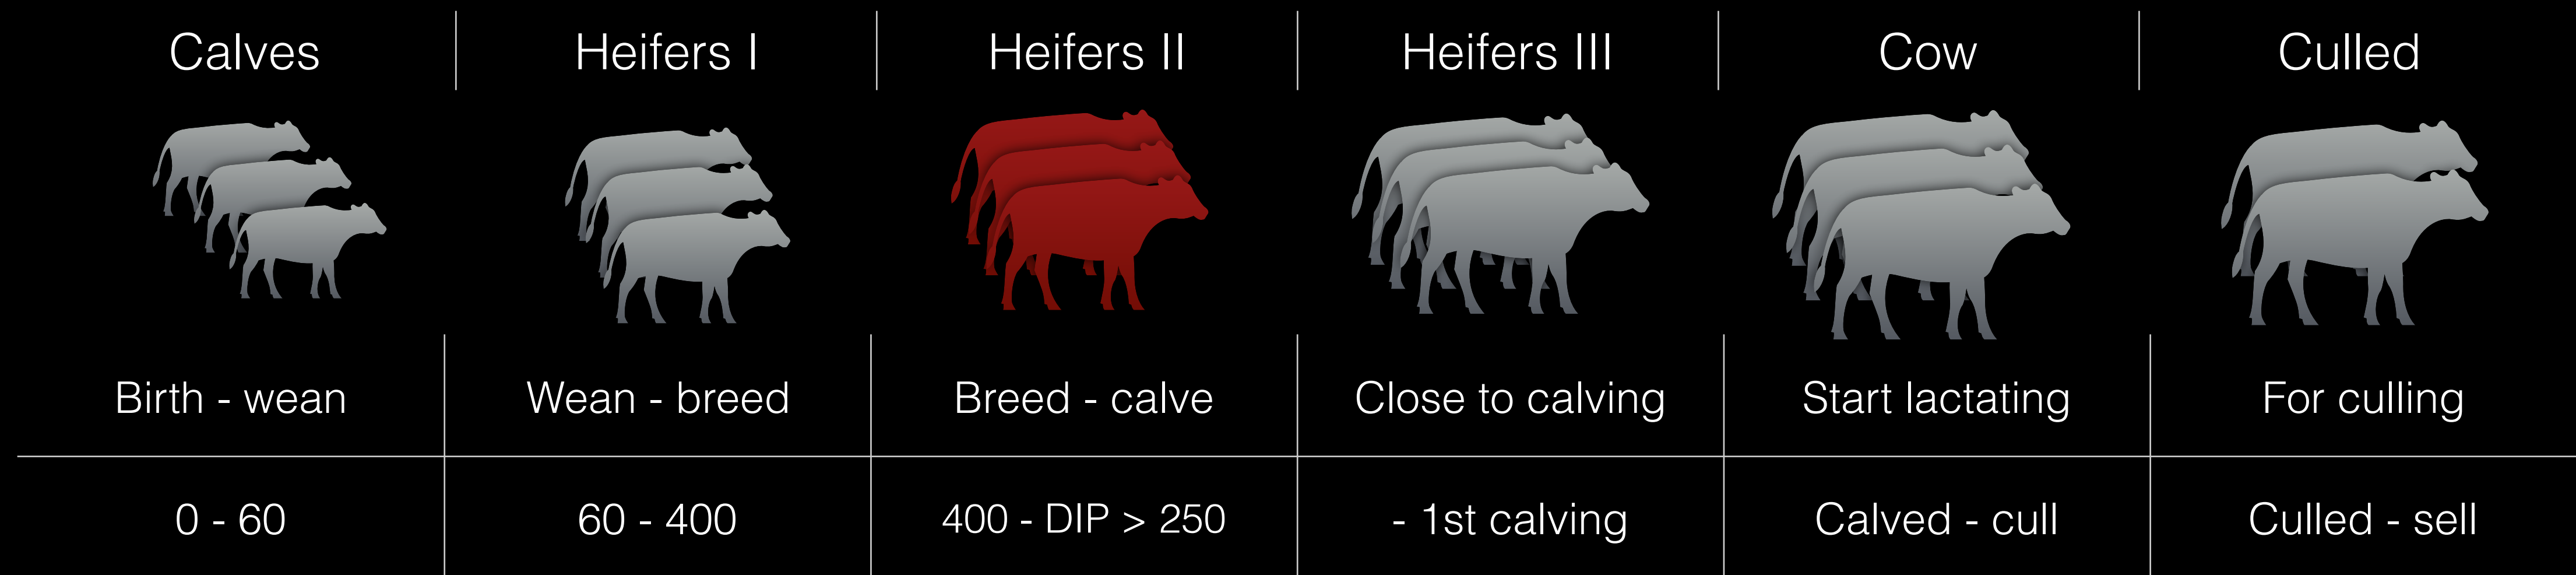 Calves
Heifers I
Heifers II
Heifers III
Cow
Culled
Birth - wean
Wean - breed
Breed - calve
Close to calving
Start lactating
For culling
0 - 60
60 - 400
400 - DIP > 250
- 1st calving
Calved - cull
Culled - sell